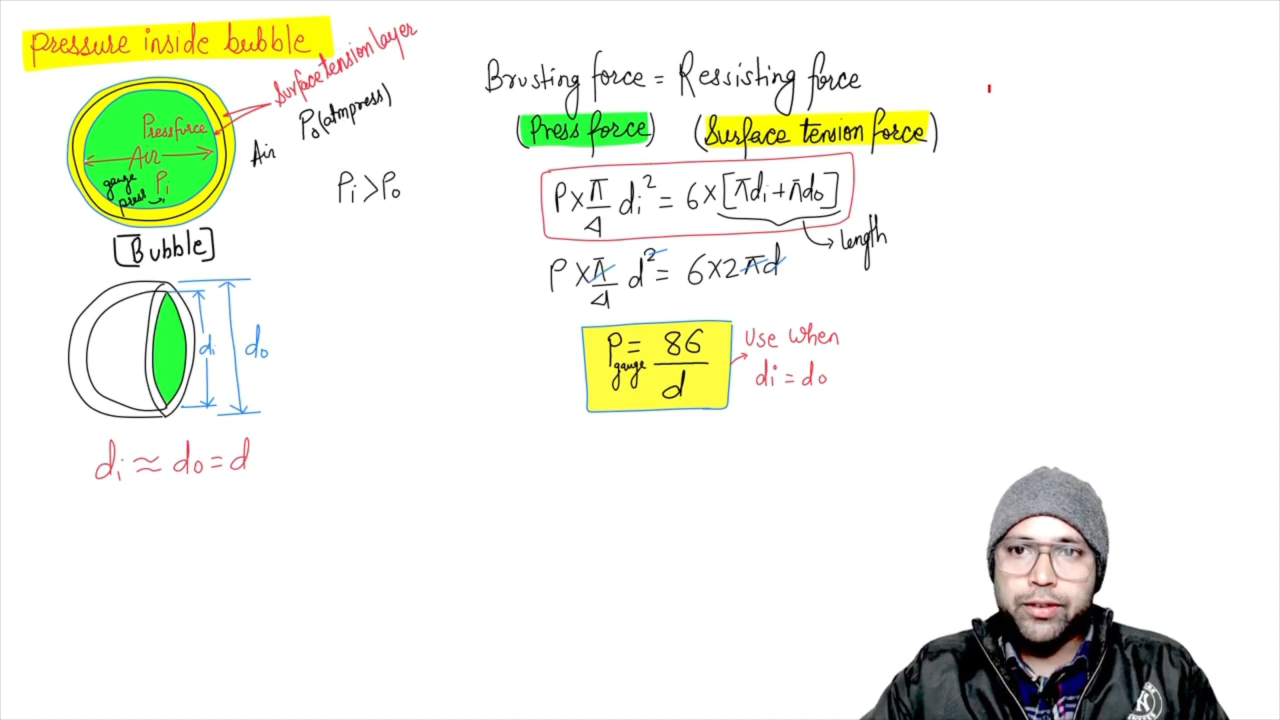 Pressure inside bubble
Surface tension layer
P₀ (atm press)
Air
Press force
Air
gauge press
Pi
Pi > P₀
[Bubble]
di
do
di ≈ do = d
Brusting force = Ressisting force
(Press force) (Surface tension force)
P × π/4 di² = 6 × [πdi + πdo]
length
P × π/4 d² = 6 × 2πd
P gauge = 86/d
Use when
di = do